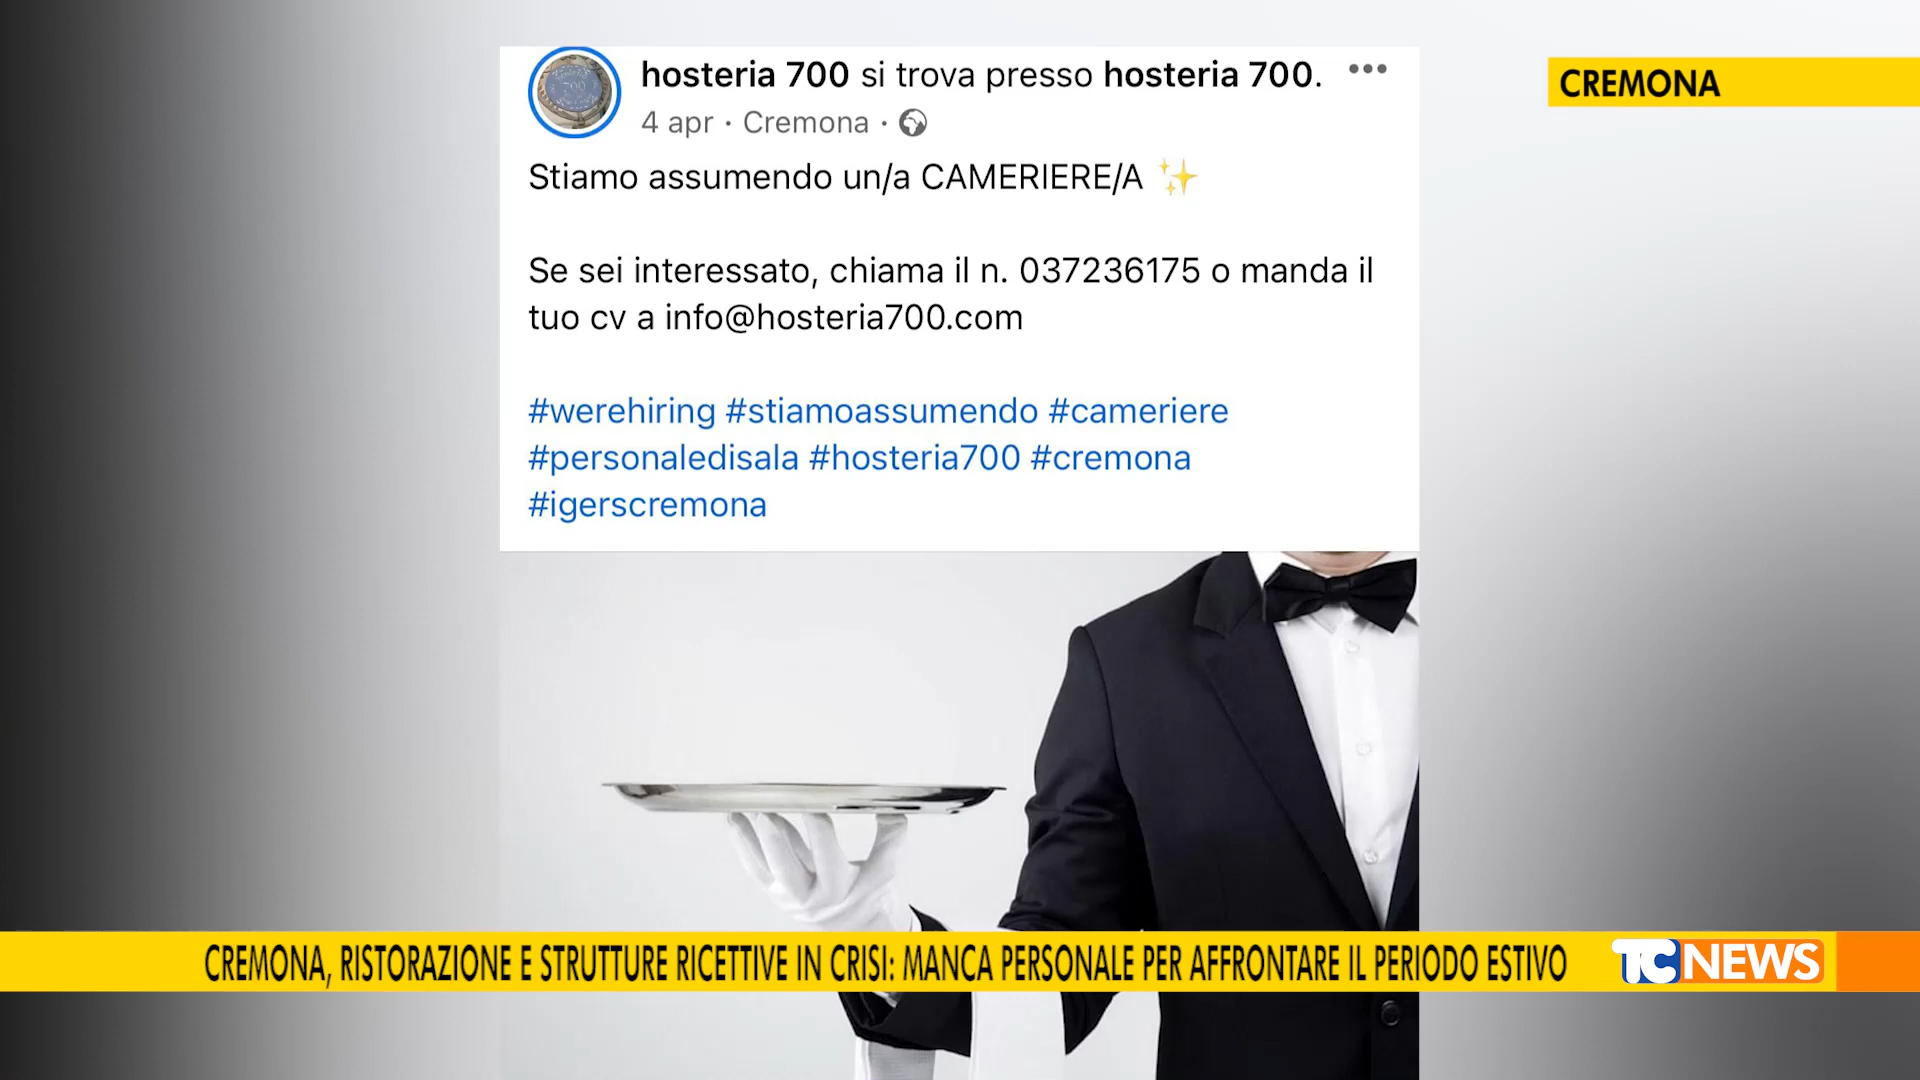 hosteria 700 si trova presso hosteria 700.
4 apr · Cremona ·
CREMONA
Stiamo assumendo un/a CAMERIERE/A ✨
Se sei interessato, chiama il n. 037236175 o manda il
tuo cv a info@hosteria700.com
#werehiring #stiamoassumendo #cameriere
#personaledisala #hosteria700 #cremona
#igerscremona
CREMONA, RISTORAZIONE E STRUTTURE RICETTIVE IN CRISI: MANCA PERSONALE PER AFFRONTARE IL PERIODO ESTIVO
TC NEWS